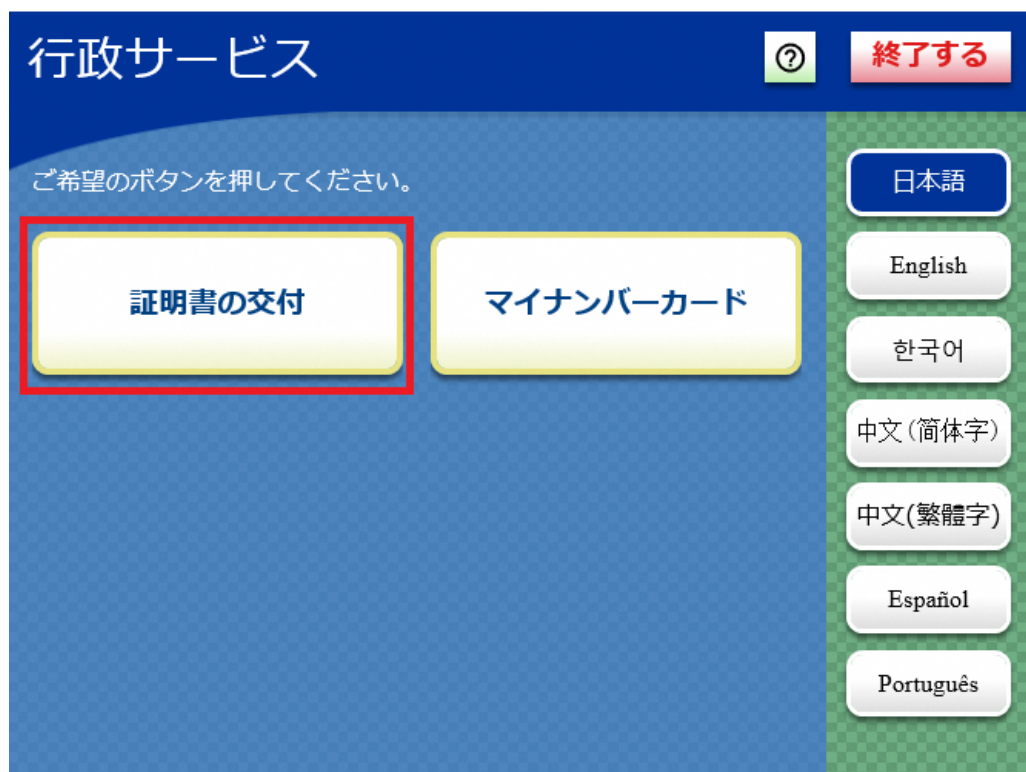 行政サービス
?
終了する
ご希望のボタンを押してください。
証明書の交付
マイナンバーカード
日本語
English
한국어
中文(简体字)
中文(繁體字)
Español
Português